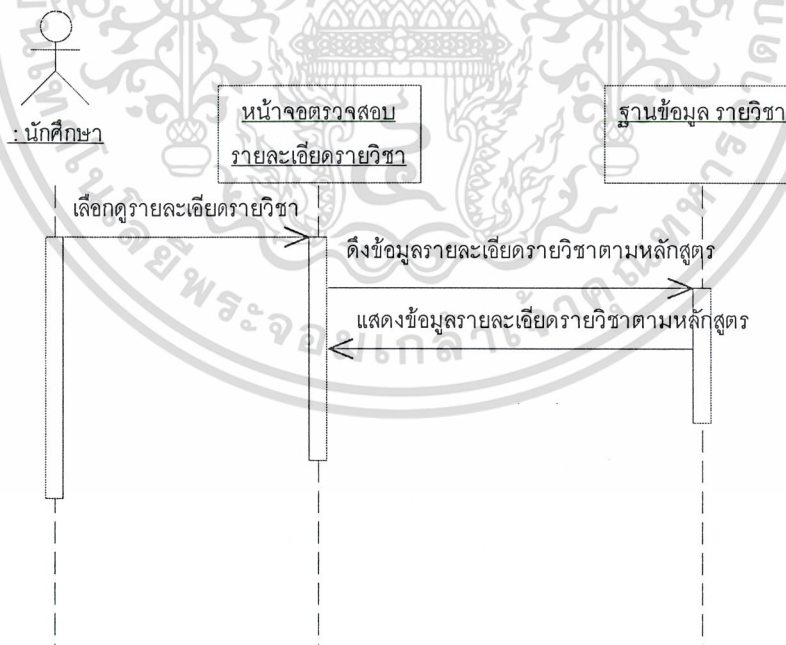 : นักศึกษา
หน้าจอตรวจสอบ
รายละเอียดรายวิชา
ฐานข้อมูล รายวิชา
เลือกดูรายละเอียดรายวิชา
ดึงข้อมูลรายละเอียดรายวิชาตามหลักสูตร
แสดงข้อมูลรายละเอียดรายวิชาตามหลักสูตร